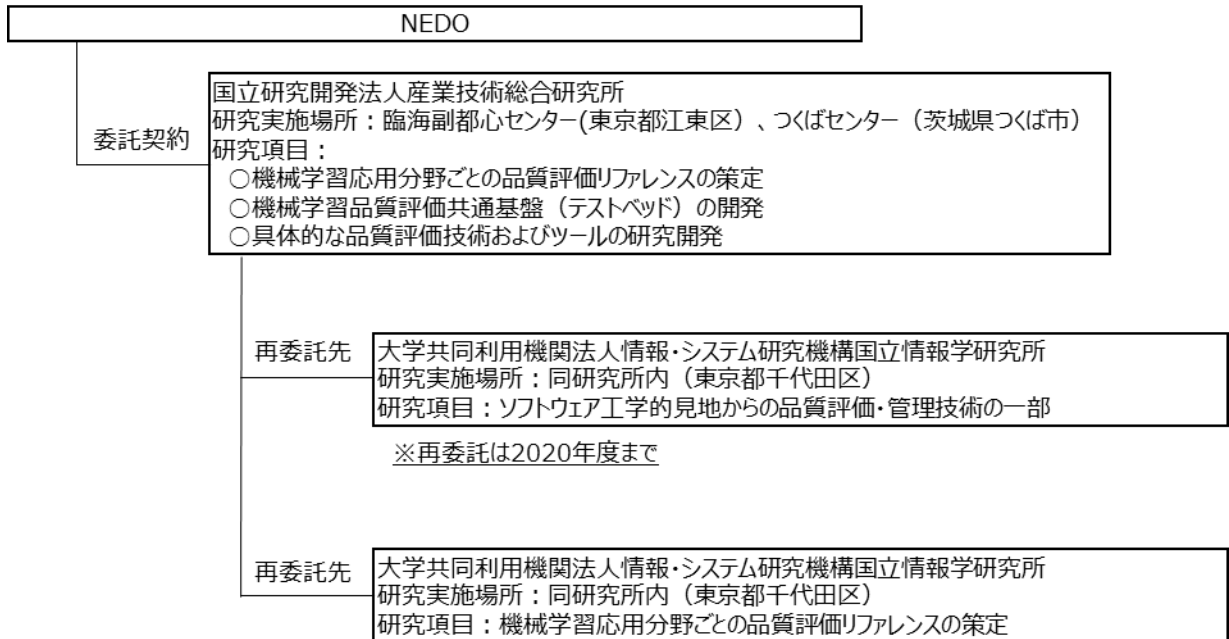 NEDO
国立研究開発法人産業技術総合研究所
研究実施場所：臨海副都心センター(東京都江東区）、つくばセンター（茨城県つくば市）
委託契約
研究項目：
○機械学習応用分野ごとの品質評価リファレンスの策定
○機械学習品質評価共通基盤（テストベッド）の開発
○具体的な品質評価技術およびツールの研究開発
再委託先
大学共同利用機関法人情報・システム研究機構国立情報学研究所
研究実施場所：同研究所内（東京都千代田区）
研究項目：ソフトウェア工学的見地からの品質評価・管理技術の一部
※再委託は2020年度まで
再委託先
大学共同利用機関法人情報・システム研究機構国立情報学研究所
研究実施場所：同研究所内（東京都千代田区）
研究項目：機械学習応用分野ごとの品質評価リファレンスの策定